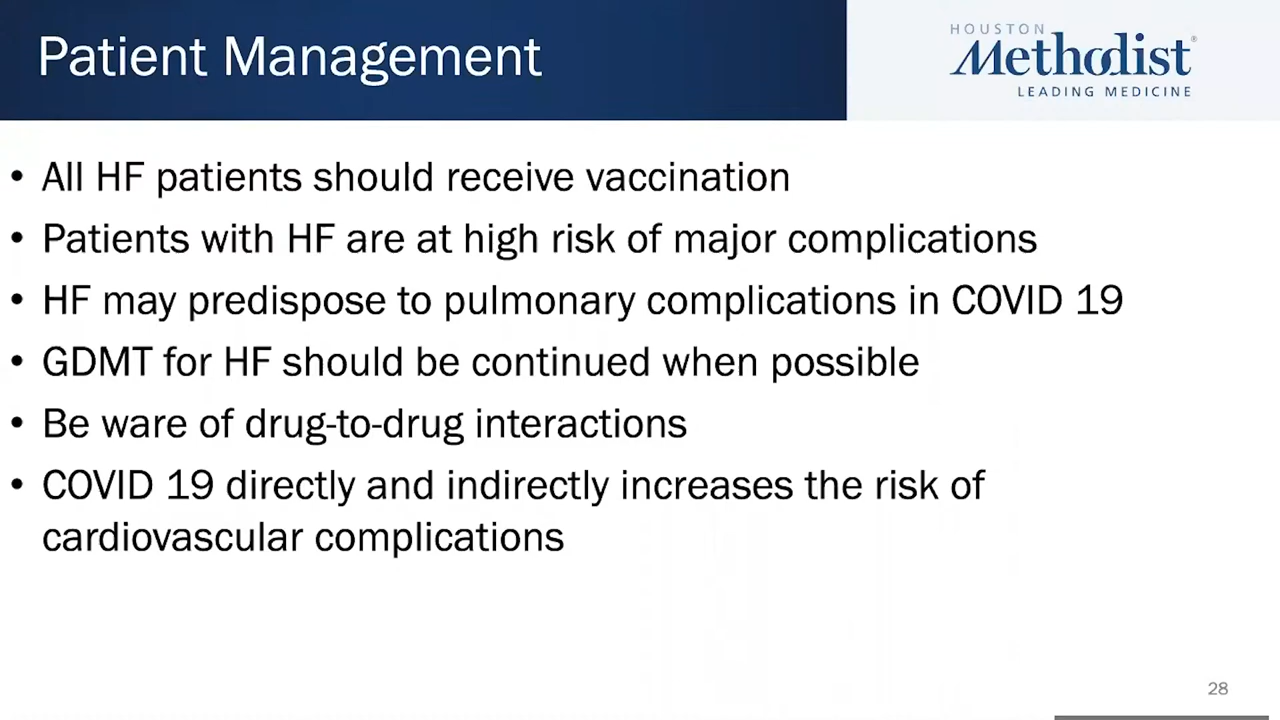 Patient Management
HOUSTON
Methodist®
LEADING MEDICINE
• All HF patients should receive vaccination
• Patients with HF are at high risk of major complications
• HF may predispose to pulmonary complications in COVID 19
• GDMT for HF should be continued when possible
• Be ware of drug-to-drug interactions
• COVID 19 directly and indirectly increases the risk of
cardiovascular complications
28